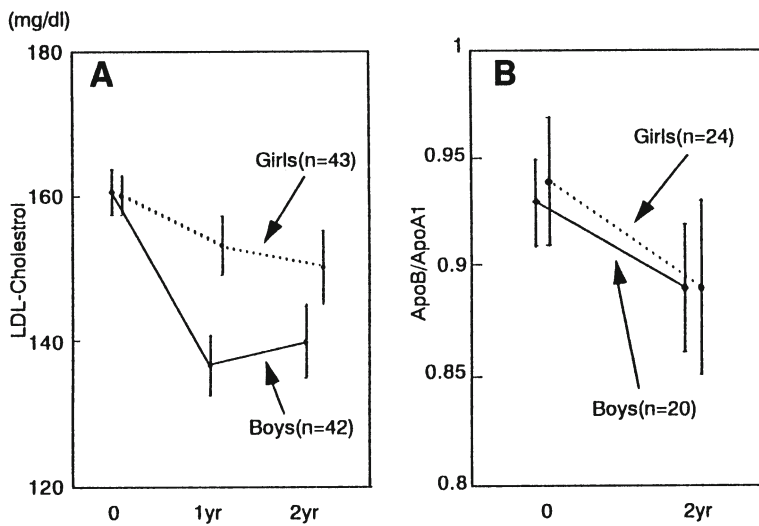 (mg/dl)
A
180
160
140
120
LDL-Cholestrol
Girls(n=43)
Boys(n=42)
0
1yr
2yr
B
1
0.95
0.9
0.85
0.8
ApoB/ApoA1
Girls(n=24)
Boys(n=20)
0
2yr